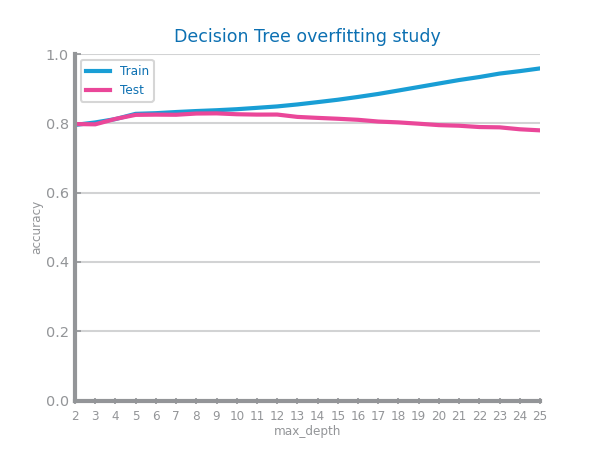 Decision Tree overfitting study
Train
Test
accuracy
1.0
0.8
0.6
0.4
0.2
0.0
2 3 4 5 6 7 8 9 10 11 12 13 14 15 16 17 18 19 20 21 22 23 24 25
max_depth